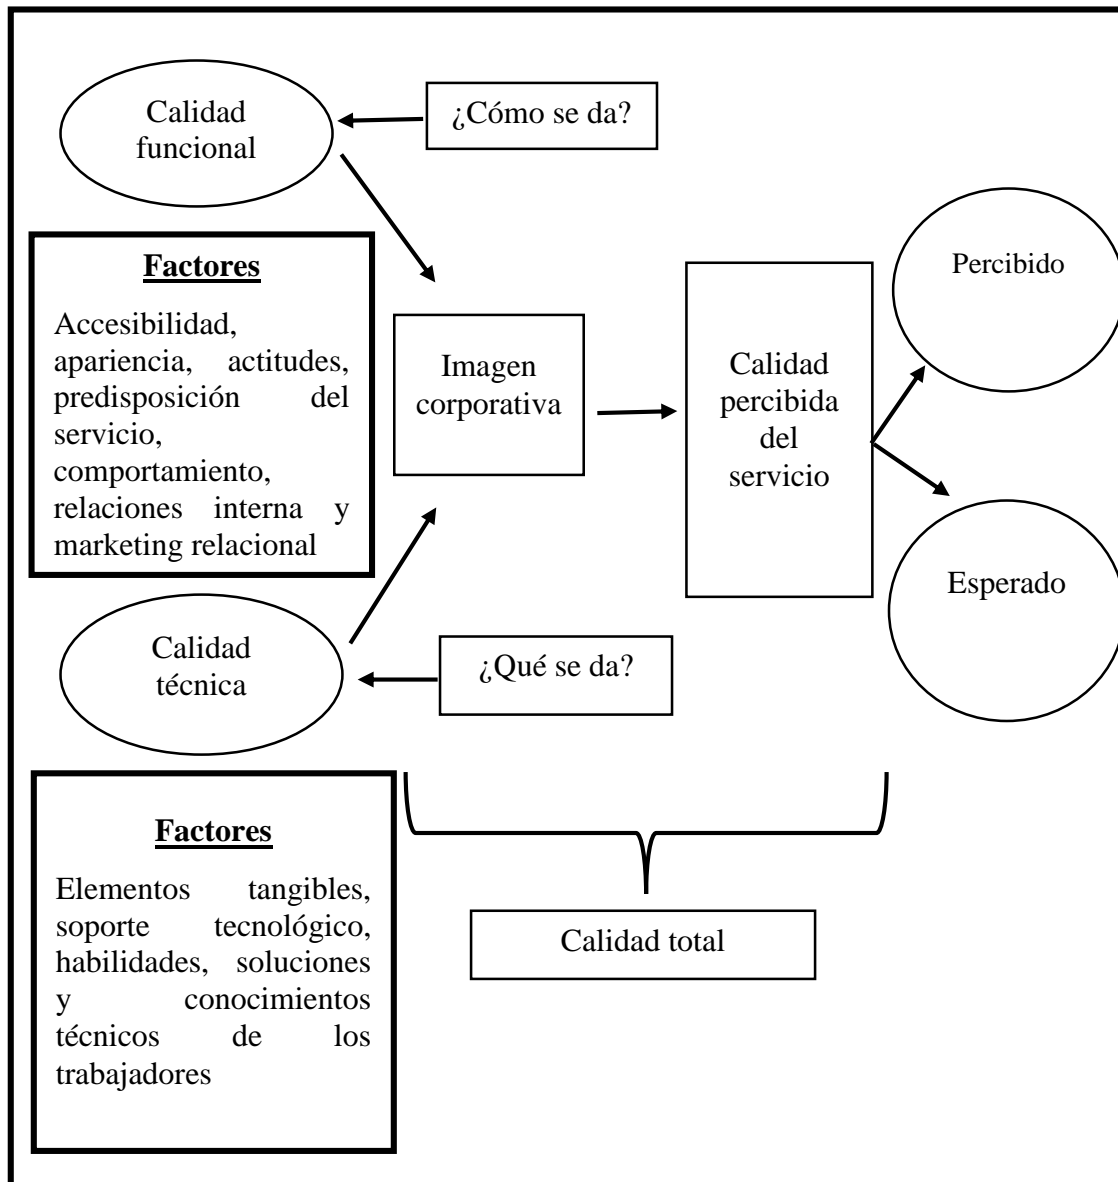 Calidad
funcional
¿Cómo se da?
Factores
Accesibilidad,
apariencia, actitudes,
predisposición del
servicio,
comportamiento,
relaciones interna y
marketing relacional
Imagen
corporativa
Calidad
percibida
del
servicio
Percibido
Esperado
Calidad
técnica
¿Qué se da?
Factores
Elementos tangibles,
soporte tecnológico,
habilidades, soluciones
y conocimientos
técnicos de los
trabajadores
Calidad total